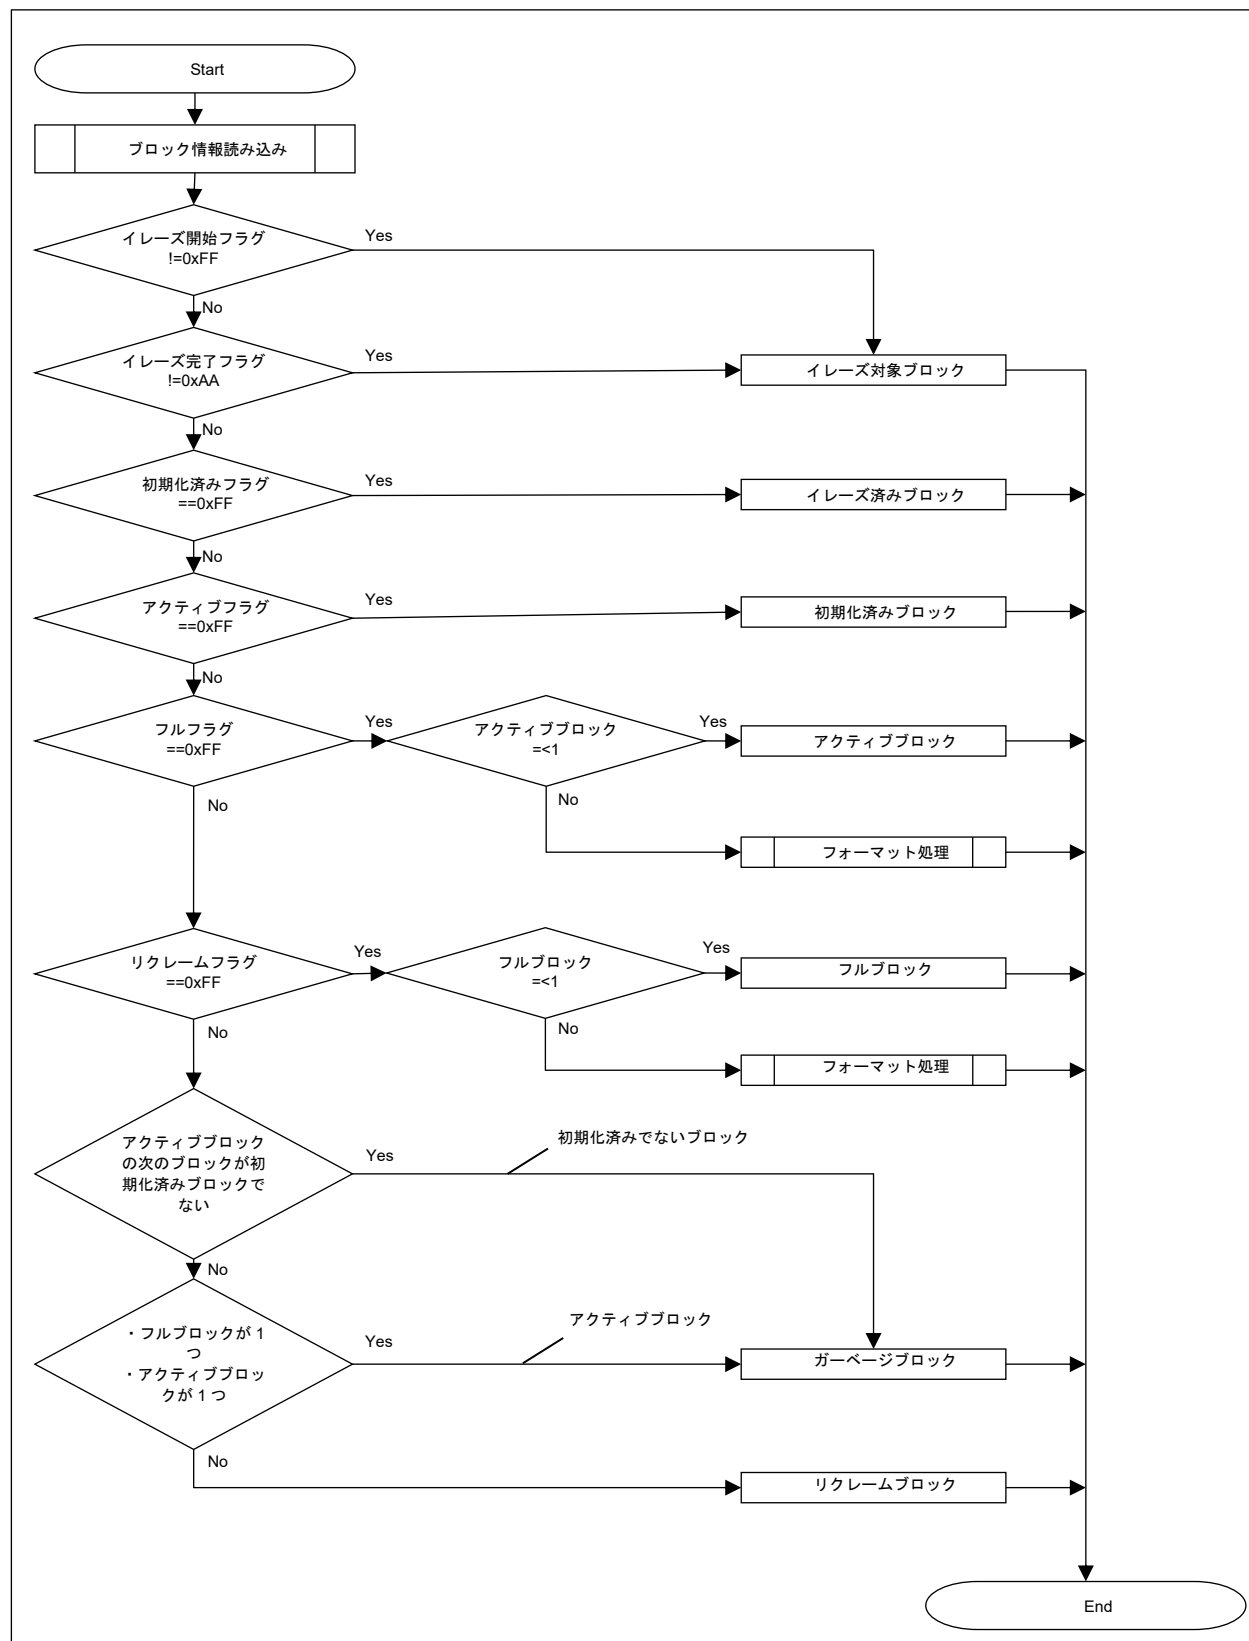 Start
ブロック情報読み込み
イレーズ開始フラグ
!=0xFF
Yes
No
イレーズ完了フラグ
!=0xAA
Yes
イレーズ対象ブロック
No
初期化済みフラグ
==0xFF
Yes
イレーズ済みブロック
No
アクティブフラグ
==0xFF
Yes
初期化済みブロック
No
フルフラグ
==0xFF
Yes
アクティブブロック
=<1
Yes
アクティブブロック
No
No
フォーマット処理
リクレームフラグ
==0xFF
Yes
フルブロック
=<1
Yes
フルブロック
No
No
フォーマット処理
アクティブブロック
の次のブロックが初
期化済みブロックで
ない
Yes
初期化済みでないブロック
No
・フルブロックが1
つ
・アクティブブロッ
クが1つ
Yes
アクティブブロック
ガーベージブロック
No
リクレームブロック
End